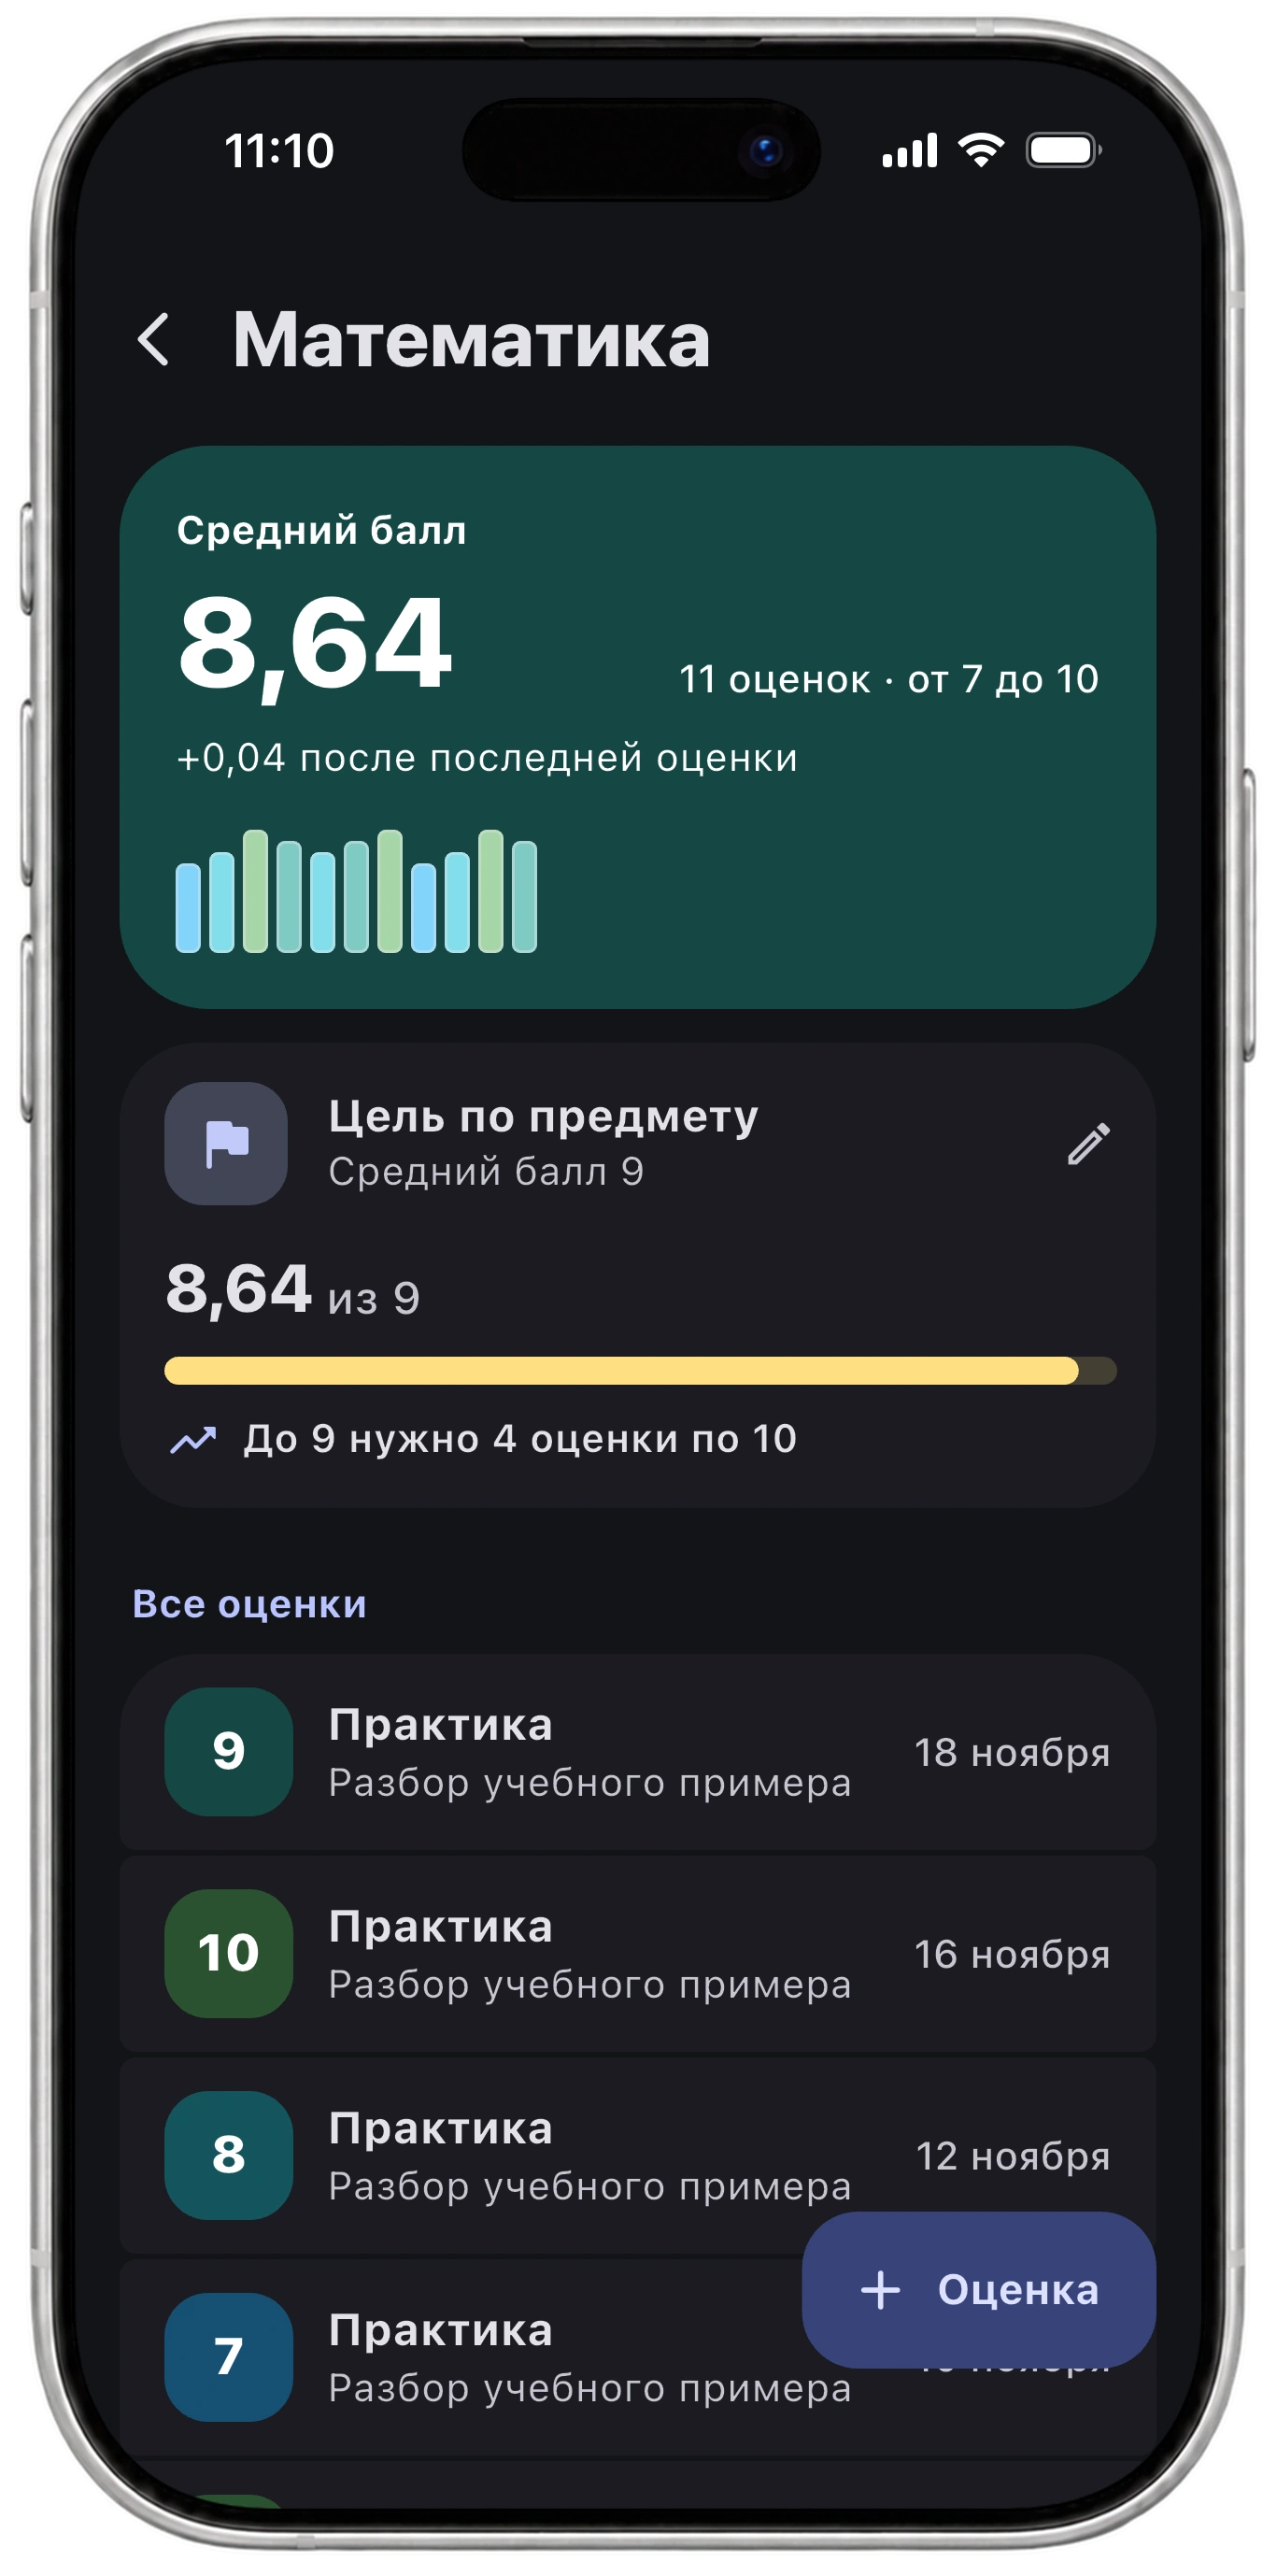 11:10
Математика
Средний балл
8,64
11 оценок · от 7 до 10
+0,04 после последней оценки
Цель по предмету
Средний балл 9
8,64 из 9
До 9 нужно 4 оценки по 10
Все оценки
9
Практика
Разбор учебного примера
18 ноября
10
Практика
Разбор учебного примера
16 ноября
8
Практика
Разбор учебного примера
12 ноября
Оценка
7
Практика
Разбор учебного примера